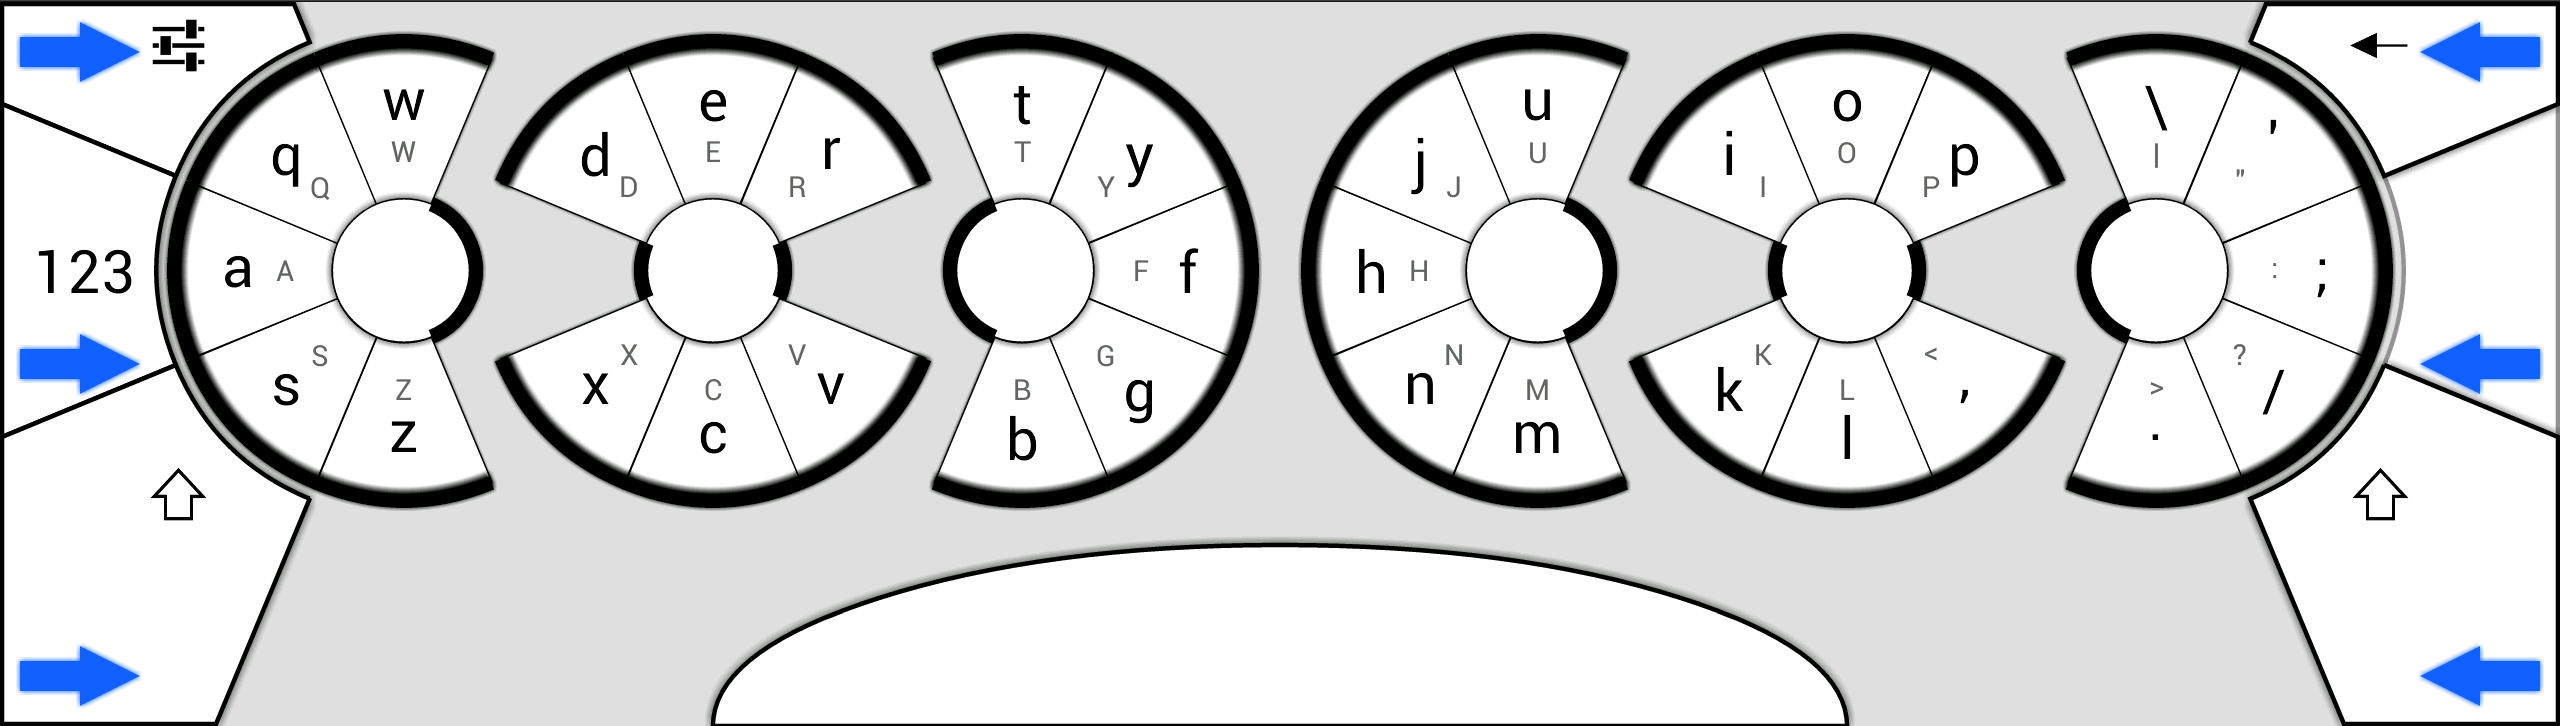 w W
q Q
a A
s S
z Z
e E
d D
r R
x X
c C
v V
t T
y Y
f F
g G
b B
u U
j J
h H
n N
m M
o O
i I
p P
k K
l L
, <
\ |
' "
; :
/ ?
. >
123